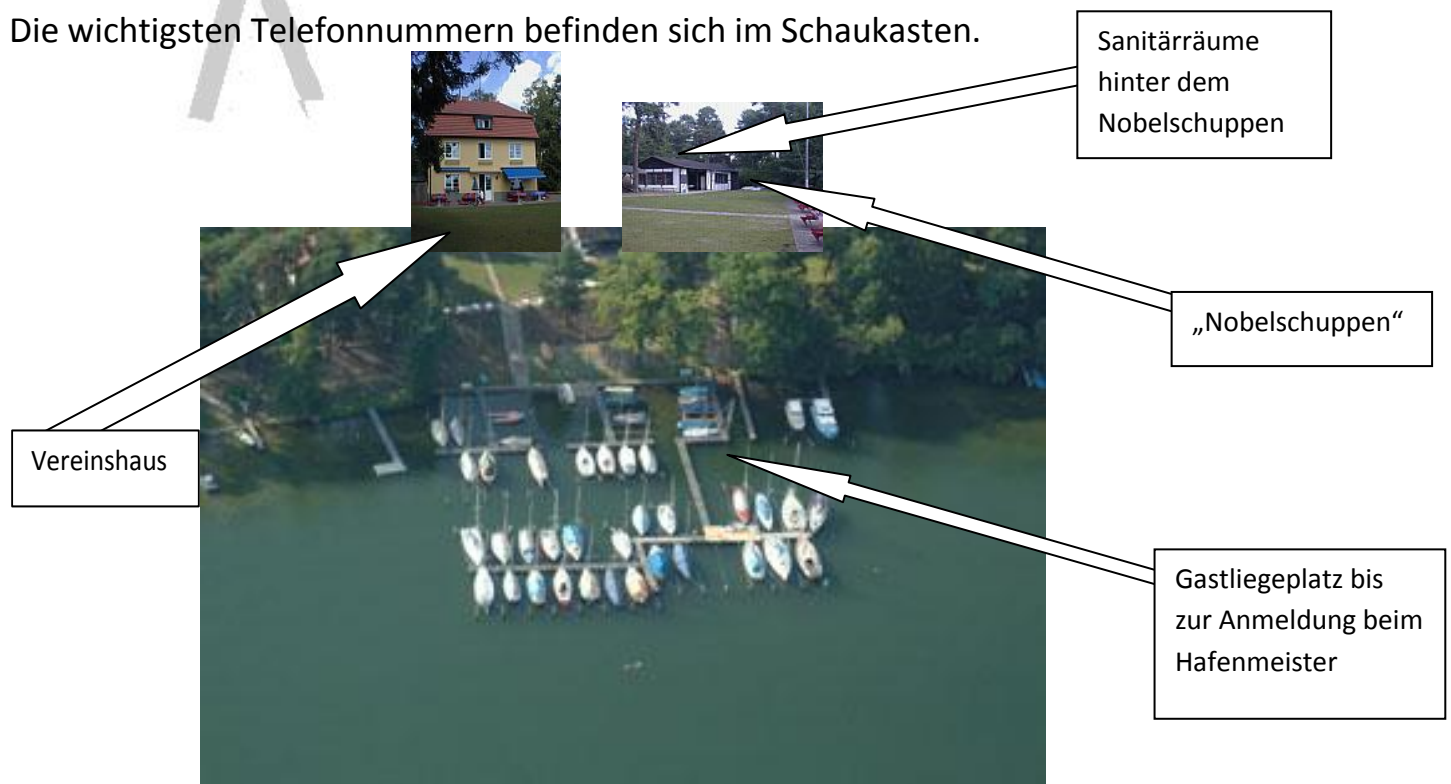 Die wichtigsten Telefonnummern befinden sich im Schaukasten.
Sanitärräume
hinter dem
Nobelschuppen
„Nobelschuppen“
Vereinshaus
Gastliegeplatz bis
zur Anmeldung beim
Hafenmeister